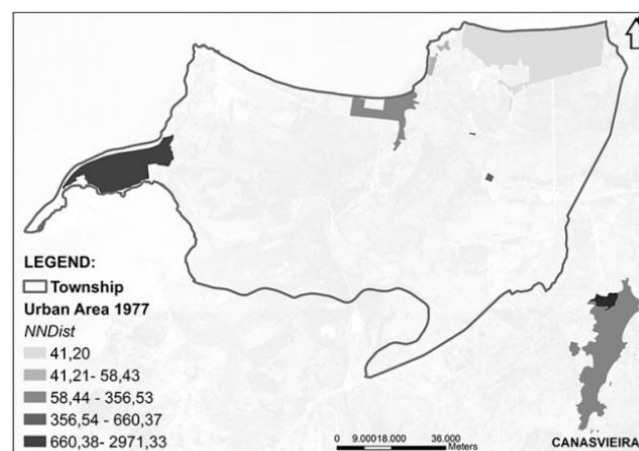 LEGEND:
Township
Urban Area 1977
NNDist
41,20
41,21- 58,43
58,44 - 356,53
356,54 - 660,37
660,38- 2971,33
0 9.00018.000 36.000
Meters
CANASVIEIRA